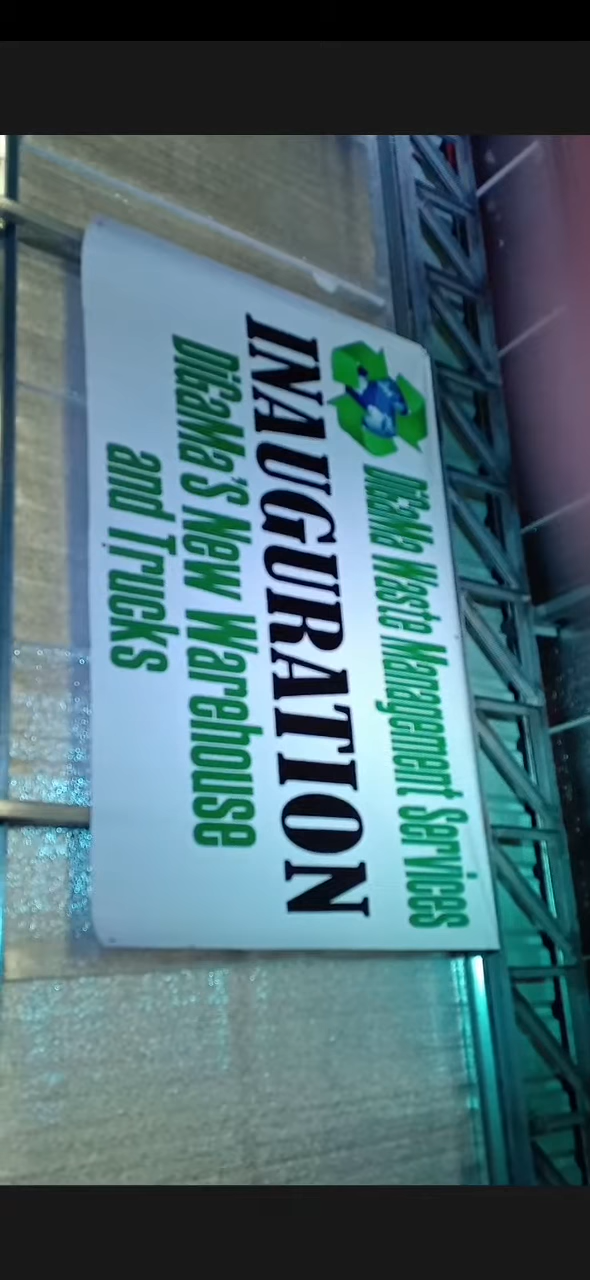 DiGaMa Waste Management Services
INAUGURATION
DiGaMa'S New Warehouse
and Trucks